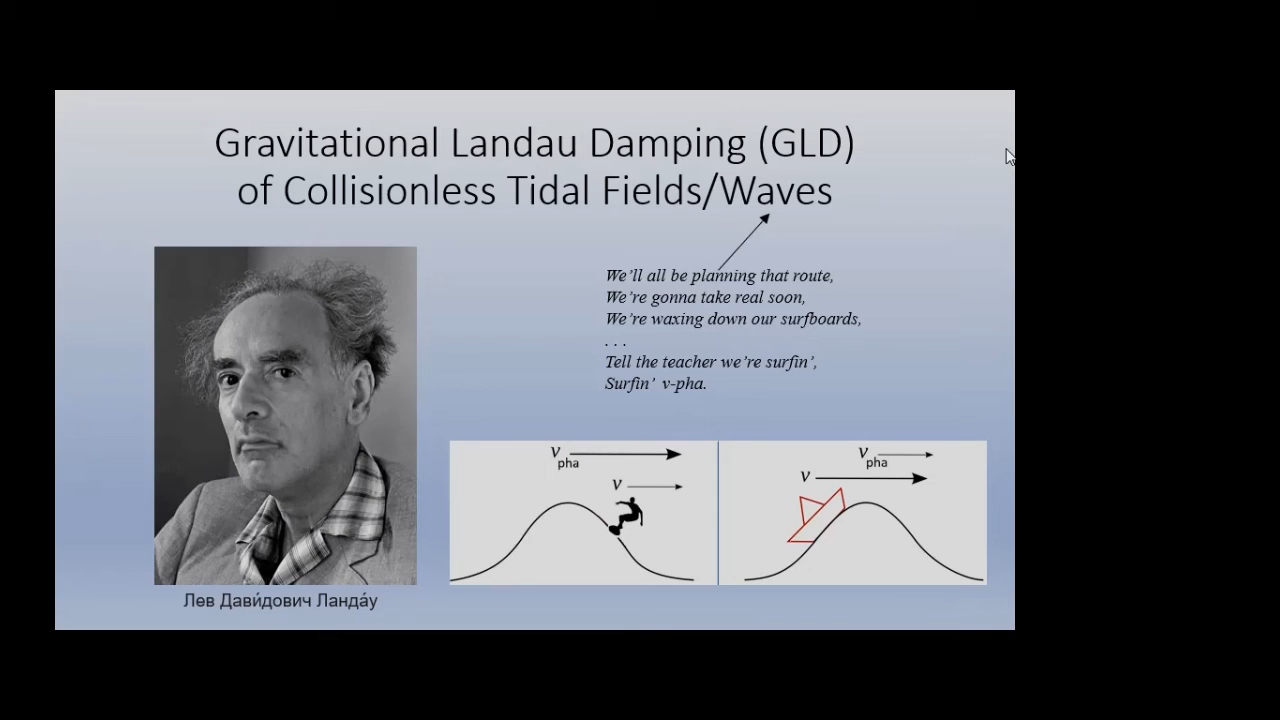 Gravitational Landau Damping (GLD)
of Collisionless Tidal Fields/Waves
We’ll all be planning that route,
We’re gonna take real soon,
We’re waxing down our surfboards,
. . .
Tell the teacher we’re surfin’,
Surfin’ v-pha.
v pha
v
v pha
v
Лев Дави́дович Ланда́у